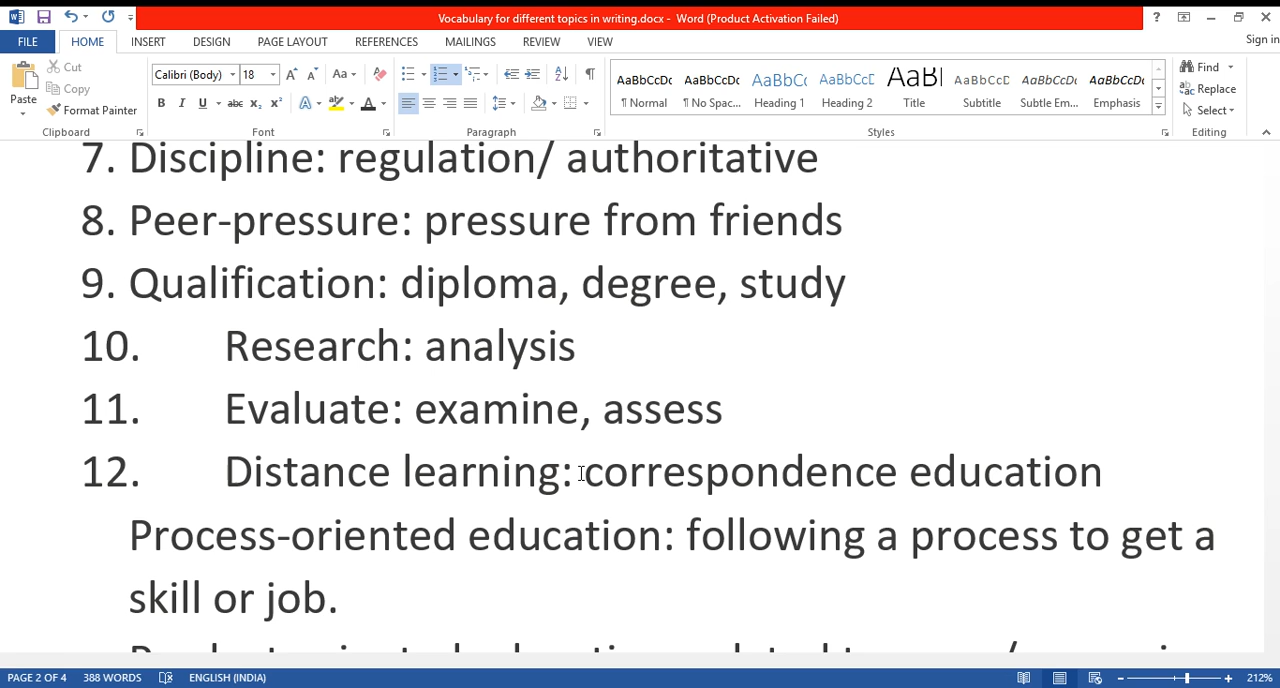 Vocabulary for different topics in writing.docx - Word (Product Activation Failed)
FILE HOME INSERT DESIGN PAGE LAYOUT REFERENCES MAILINGS REVIEW VIEW Sign in
Cut
Copy
Format Painter
Paste
Clipboard
Calibri (Body) 18
Font
Paragraph
AaBbCcDc AaBbCcDc AaBbCc AaBbCcE AaBl AaBbCcE AaBbCcDc AaBbCcDc
¶ Normal ¶ No Spac... Heading 1 Heading 2 Title Subtitle Subtle Em... Emphasis
Styles
Find
Replace
Select
Editing
7. Discipline: regulation/ authoritative
8. Peer-pressure: pressure from friends
9. Qualification: diploma, degree, study
10. Research: analysis
11. Evaluate: examine, assess
12. Distance learning: correspondence education
Process-oriented education: following a process to get a
skill or job.
PAGE 2 OF 4 388 WORDS ENGLISH (INDIA) 212%